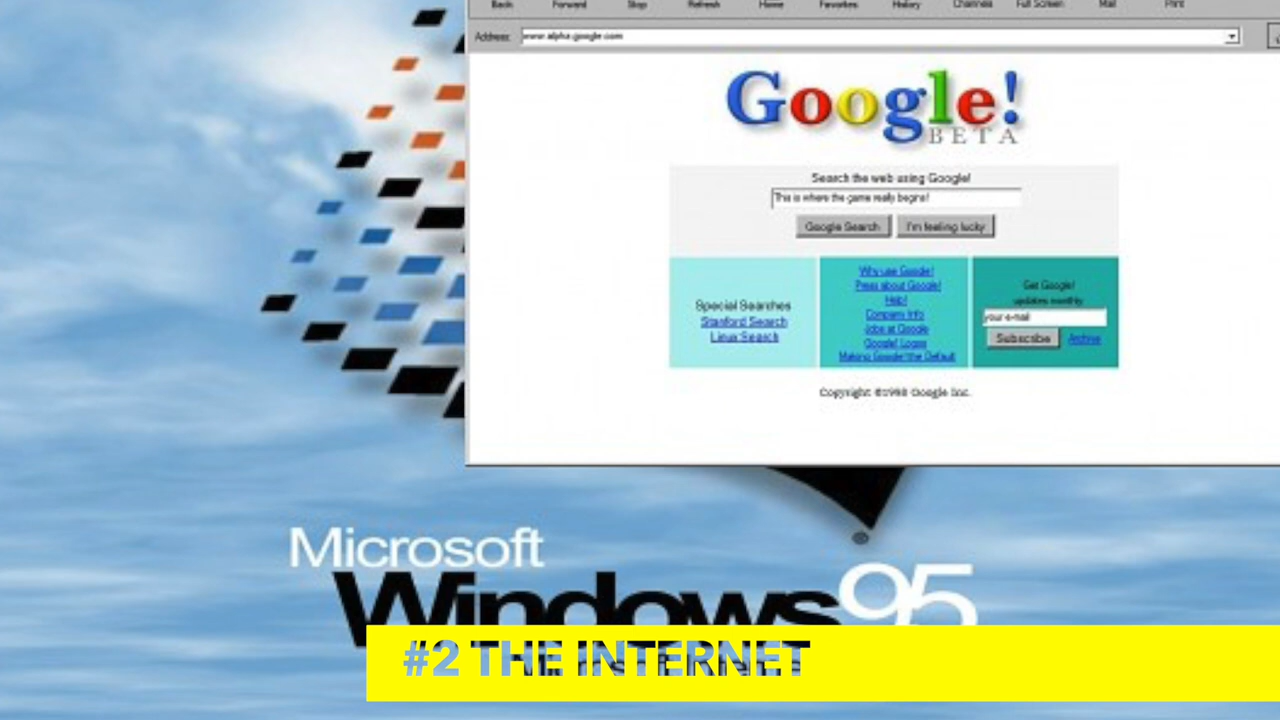 Back Forward Stop Refresh Home Favorites History Channels Full Screen Mail Print
Address: www.alpha.google.com
Google!
BETA
Search the web using Google!
This is where the game really begins!
Google Search I'm feeling lucky
Special Searches
Stanford Search
Linux Search
Why use Google!
Press about Google!
Help!
Company Info
Jobs at Google
Google! Logos
Making Google! the Default
Get Google!
updates monthly
your e-mail
Subscribe Archive
Copyright ©1998 Google Inc.
Microsoft
Windows 95
#2 THE INTERNET